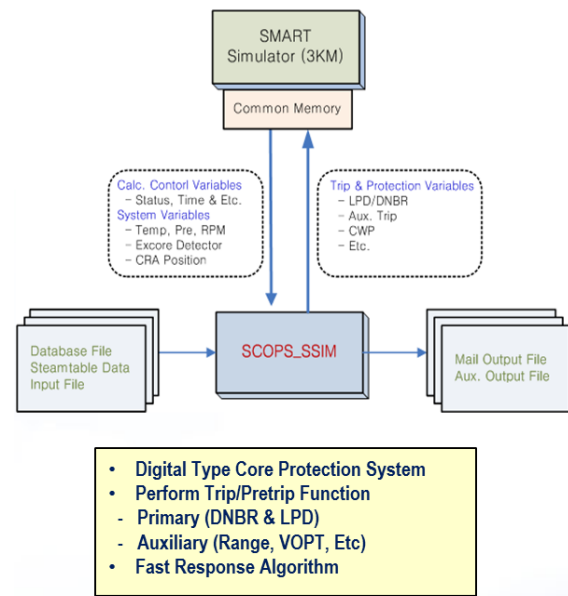 SMART
Simulator (3KM)
Common Memory
Calc. Contorl Variables
- Status, Time & Etc.
System Variables
- Temp, Pre, RPM
- Excore Detector
- CRA Position
Trip & Protection Variables
- LPD/DNBR
- Aux. Trip
- CWP
- Etc.
Database File
Steamtable Data
Input File
SCOPS_SSIM
Mail Output File
Aux. Output File
• Digital Type Core Protection System
• Perform Trip/Pretrip Function
- Primary (DNBR & LPD)
- Auxiliary (Range, VOPT, Etc)
• Fast Response Algorithm